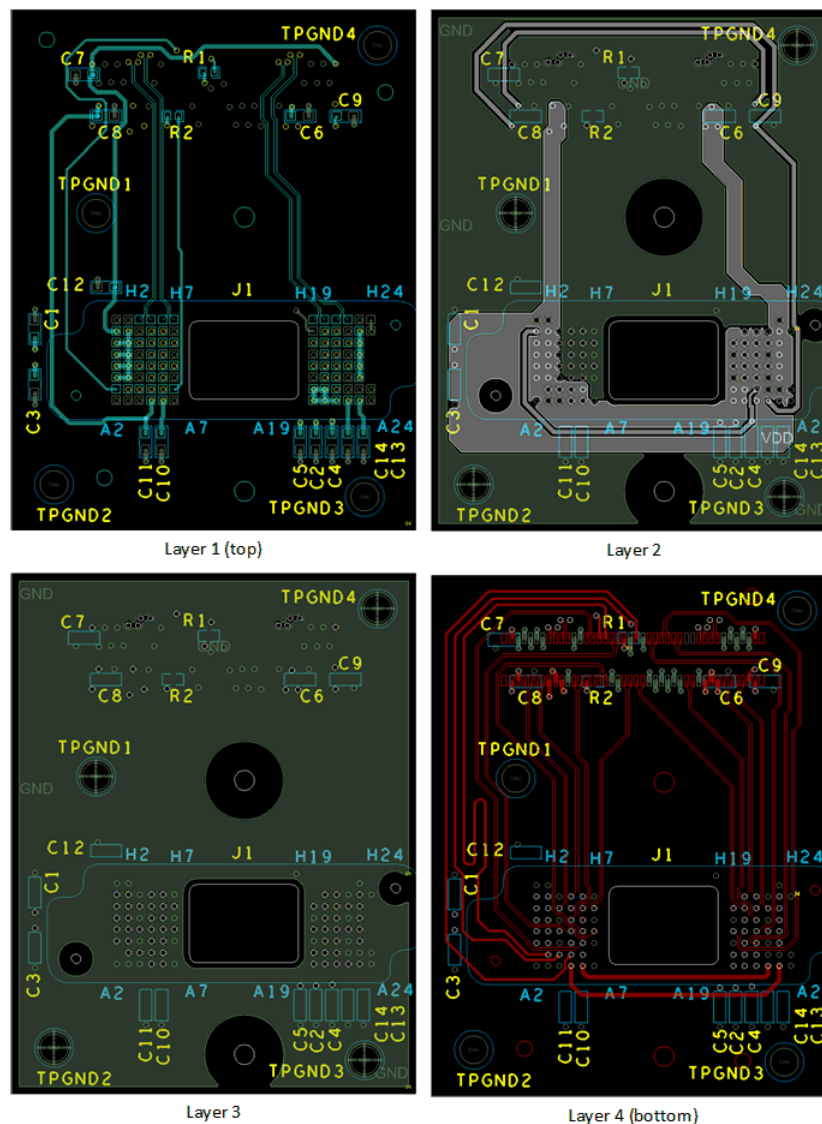 TPGND4
C7
R1
C8
R2
C6
C9
TPGND1
C12
H2
H7
J1
H19
H24
C1
C3
A2
A7
A19
A24
C11
C10
C5
C2
C4
C14
C13
TPGND2
TPGND3
Layer 1 (top)
GND
TPGND4
C7
R1
GND
C8
R2
C6
C9
TPGND1
GND
C12
H2
H7
J1
H19
H24
C1
C3
A2
A7
A19
A2
VDD
C11
C10
C5
C2
C4
C14
C13
TPGND2
TPGND3
GND
Layer 2
GND
TPGND4
C7
R1
GND
C8
R2
C6
C9
TPGND1
GND
C12
H2
H7
J1
H19
H24
C1
C3
A2
A7
A19
A24
C11
C10
C5
C2
C4
C14
C13
TPGND2
TPGND3
GND
Layer 3
TPGND4
C7
R1
C8
R2
C6
C9
TPGND1
C12
H2
H7
J1
H19
H24
C1
C3
A2
A7
A19
A2
C11
C10
C5
C2
C4
C14
C13
TPGND2
TPGND3
Layer 4 (bottom)